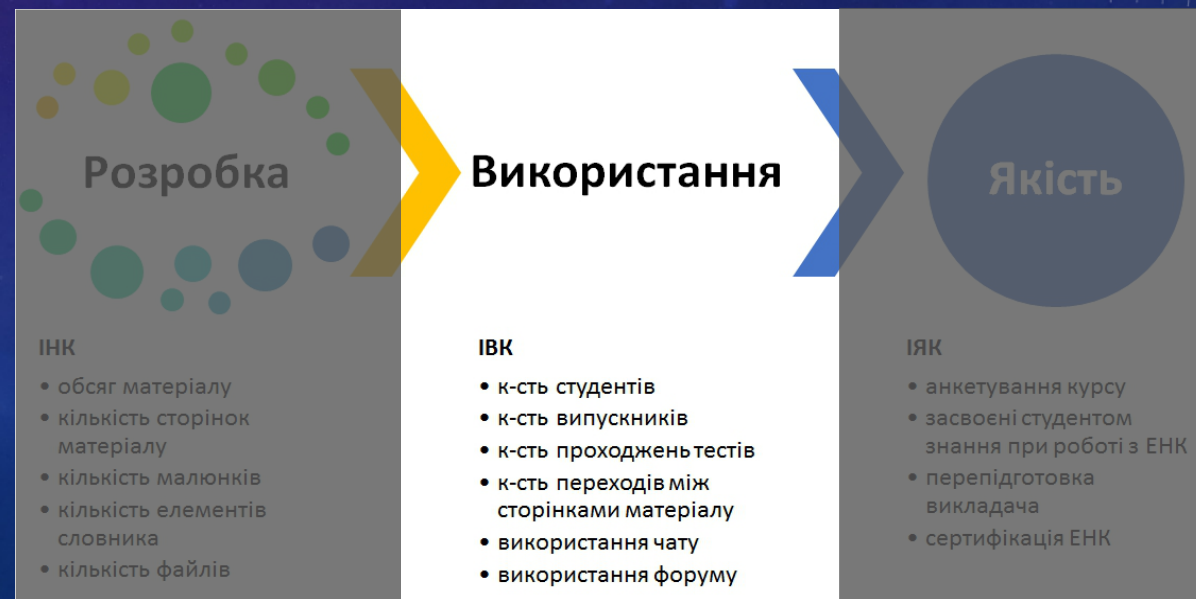 Розробка
Використання
Якість
ІНК
• обсяг матеріалу
• кількість сторінок
матеріалу
• кількість малюнків
• кількість елементів
словника
• кількість файлів
ІВК
• к-сть студентів
• к-сть випускників
• к-сть проходжень тестів
• к-сть переходів між
сторінками матеріалу
• використання чату
• використання форуму
ІЯК
• анкетування курсу
• засвоєні студентом
знання при роботі з ЕНК
• перепідготовка
викладача
• сертифікація ЕНК